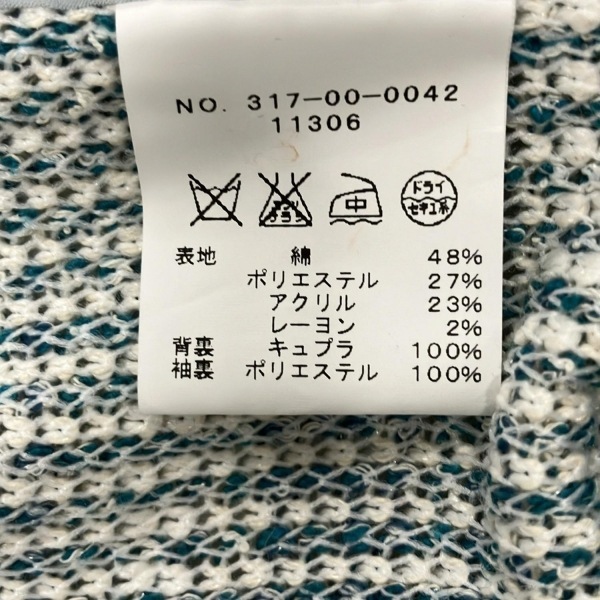 NO. 317-00-0042
11306
中
ドライ
セキユ系
表地 綿 48%
ポリエステル 27%
アクリル 23%
レーヨン 2%
背裏 キュプラ 100%
袖裏 ポリエステル 100%